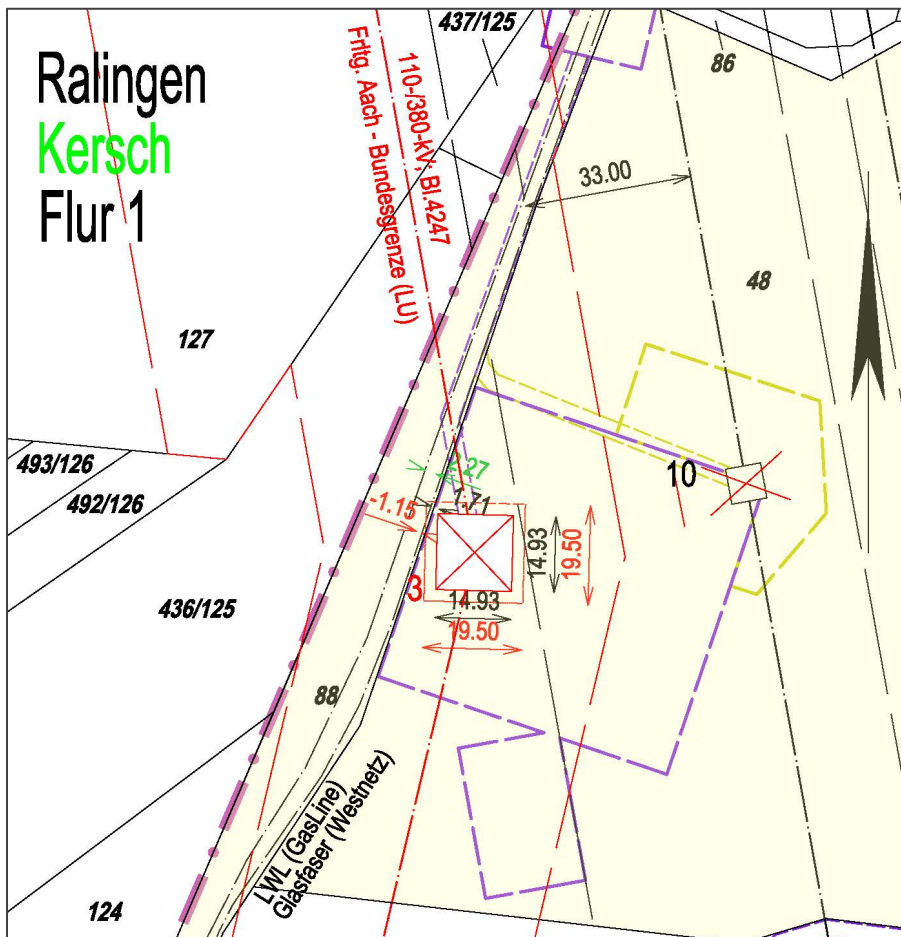 Ralingen
Kersch
Flur 1
437/125
86
110-/380-kV; Bl.4247
Frltg. Aach - Bundesgrenze (LU)
33.00
48
127
493/126
492/126
10
2.27
1.71
-1.15
14.93
19.50
3
14.93
19.50
436/125
88
LWL (GasLine)
Glasfaser (Westnetz)
124